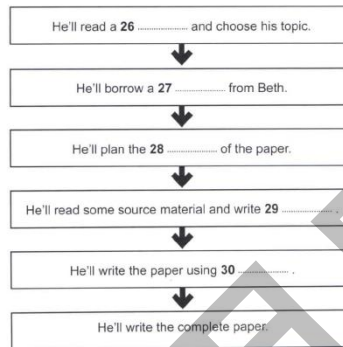 He'll read a 26 .................. and choose his topic.
He'll borrow a 27 .................. from Beth.
He'll plan the 28 .................. of the paper.
He'll read some source material and write 29 .................. .
He'll write the paper using 30 .................. .
He'll write the complete paper.